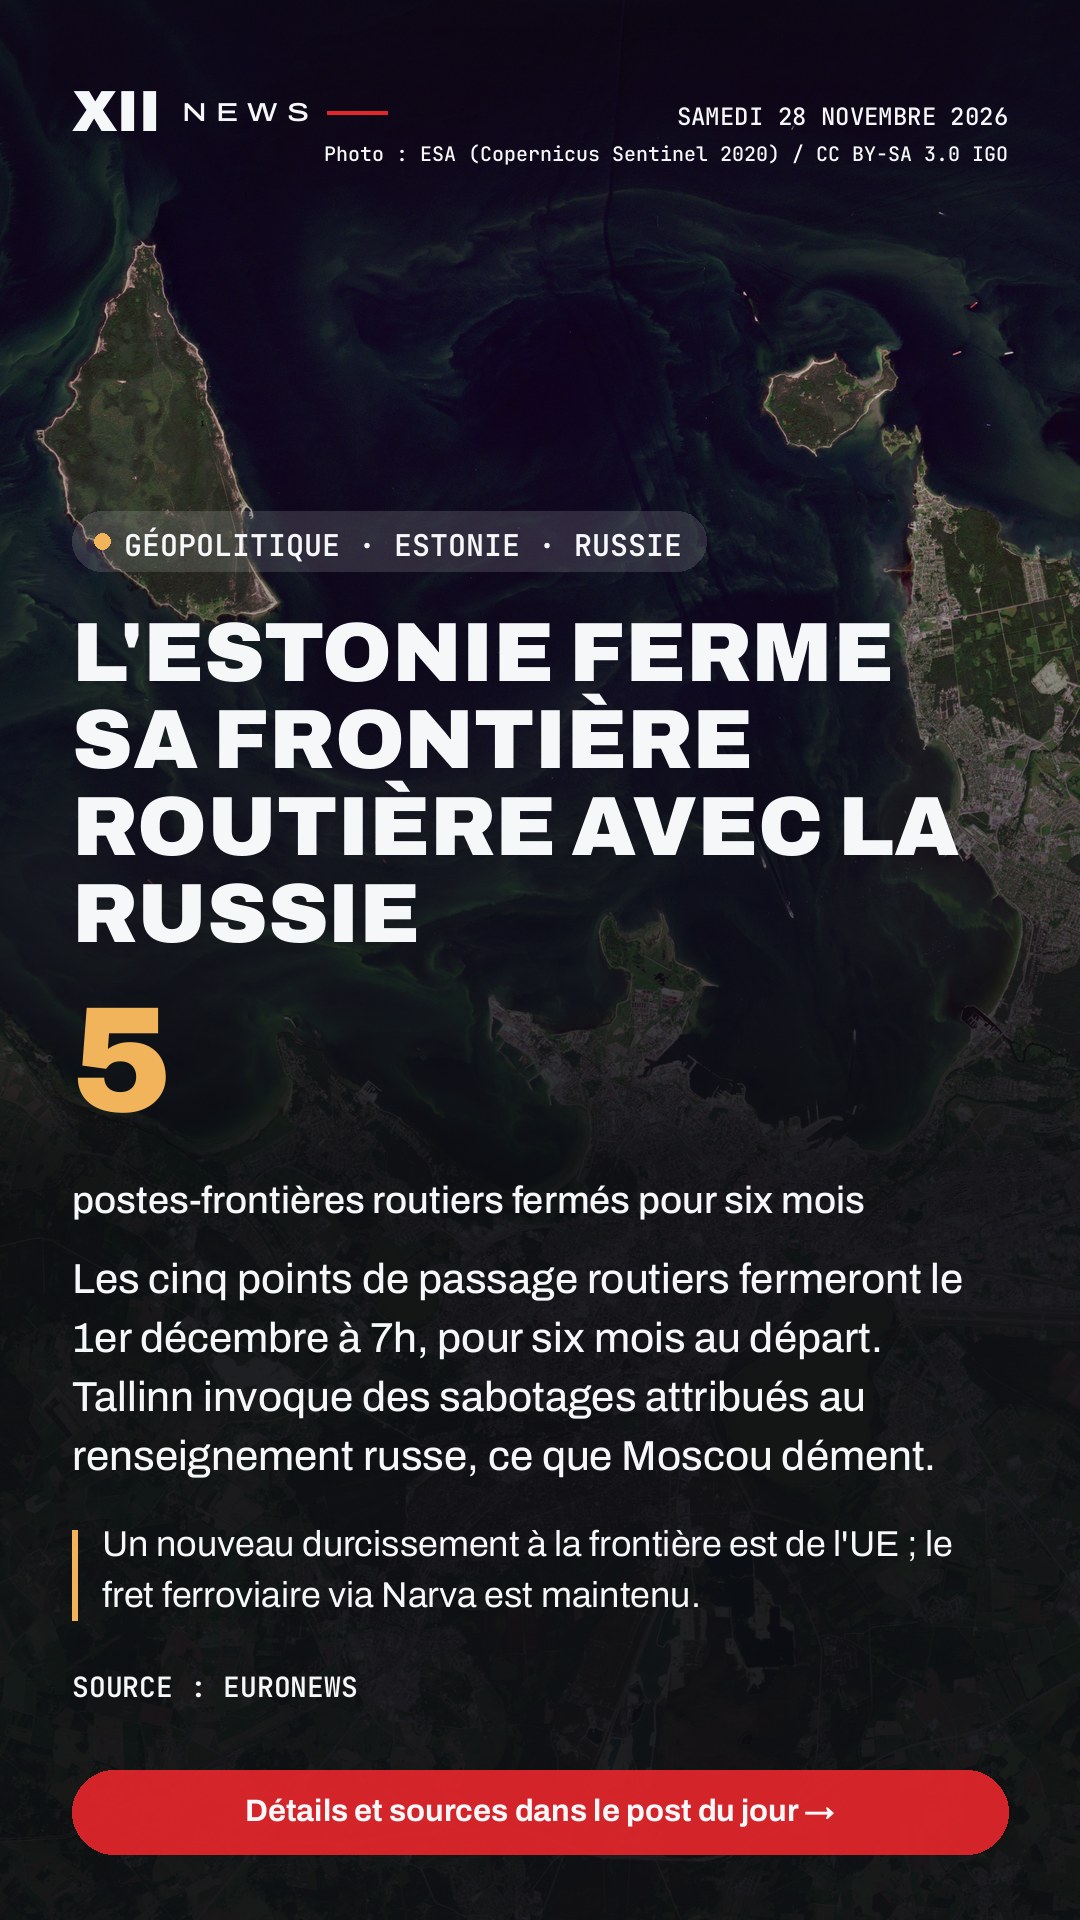 XII NEWS
SAMEDI 28 NOVEMBRE 2026
Photo : ESA (Copernicus Sentinel 2020) / CC BY-SA 3.0 IGO
GÉOPOLITIQUE · ESTONIE · RUSSIE
L'ESTONIE FERME
SA FRONTIÈRE
ROUTIÈRE AVEC LA
RUSSIE
5
postes-frontières routiers fermés pour six mois
Les cinq points de passage routiers fermeront le
1er décembre à 7h, pour six mois au départ.
Tallinn invoque des sabotages attribués au
renseignement russe, ce que Moscou dément.
Un nouveau durcissement à la frontière est de l'UE ; le
fret ferroviaire via Narva est maintenu.
SOURCE : EURONEWS
Détails et sources dans le post du jour →